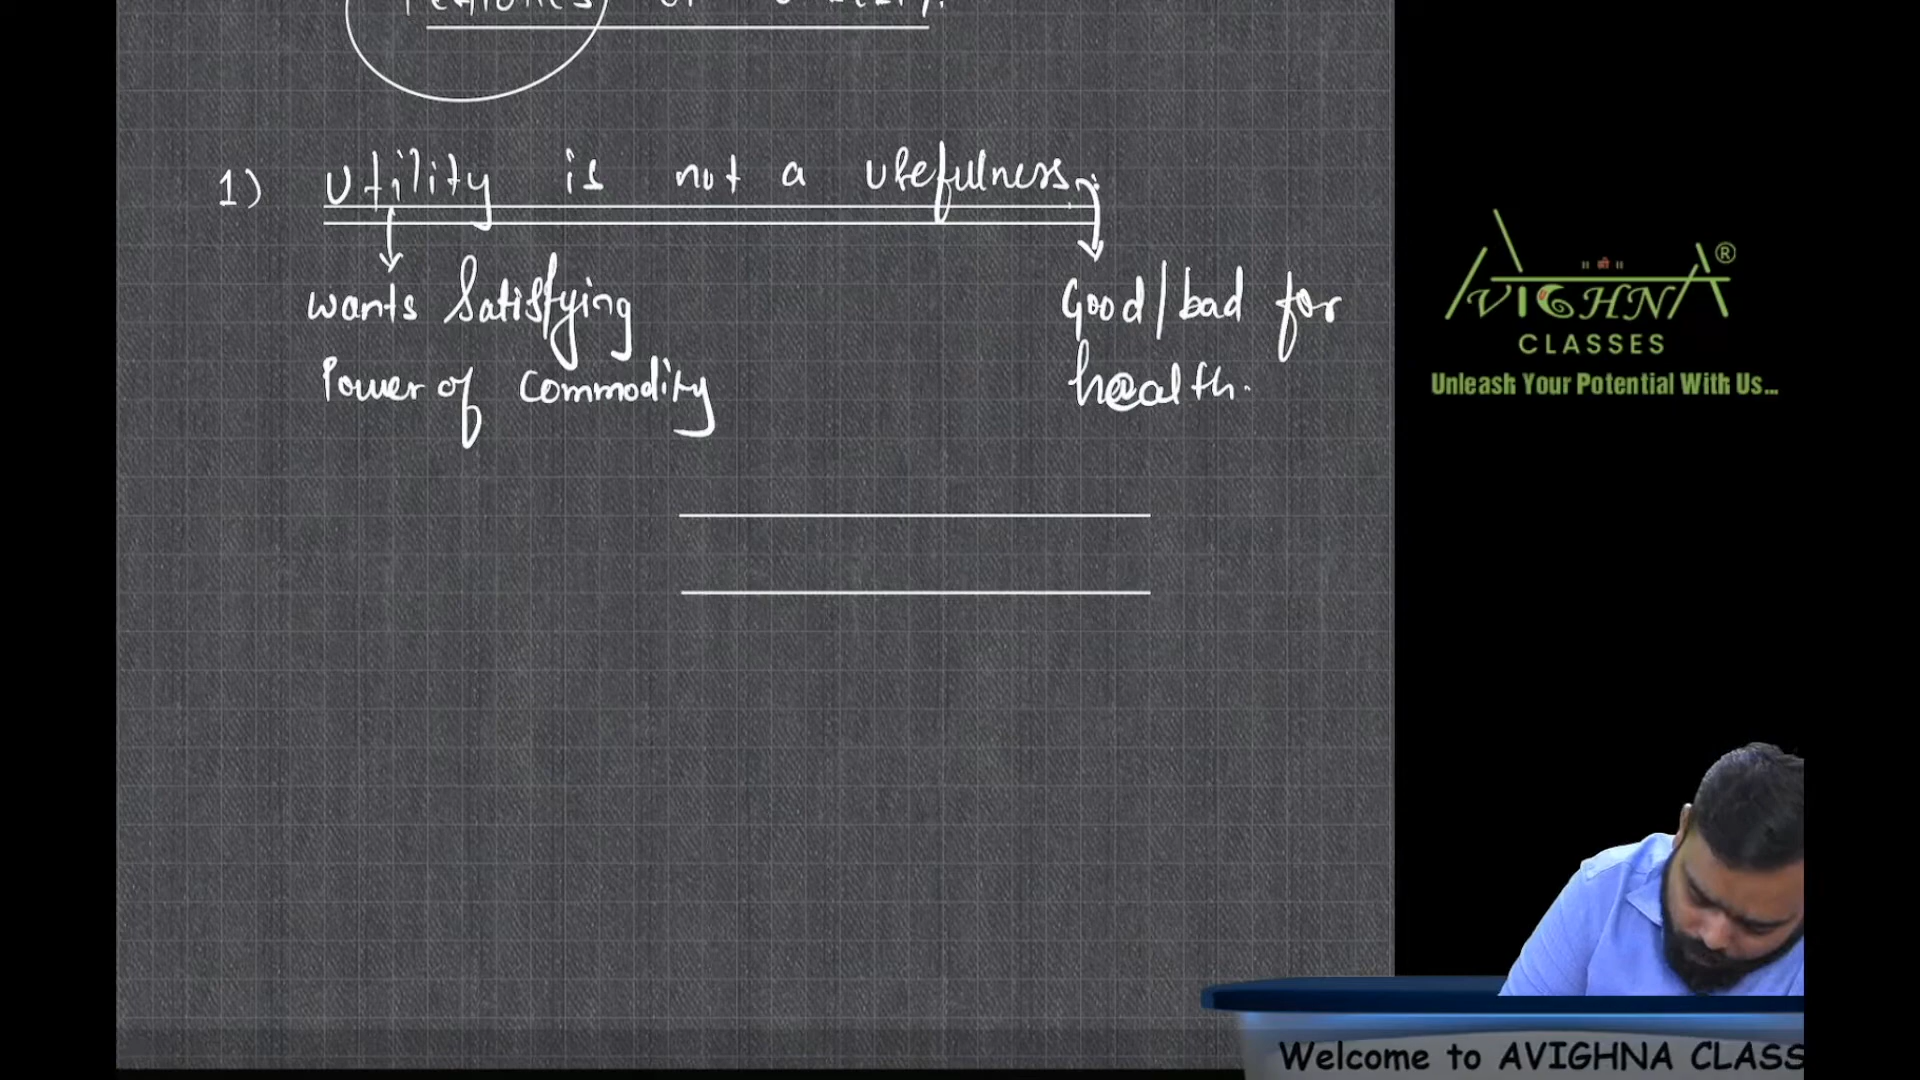 of
1) Utility is not a usefulness.
wants satisfying
Power of commodity
Good/bad for
health.
AVIGHNA ®
CLASSES
Unleash Your Potential With Us...
Welcome to AVIGHNA CLASS